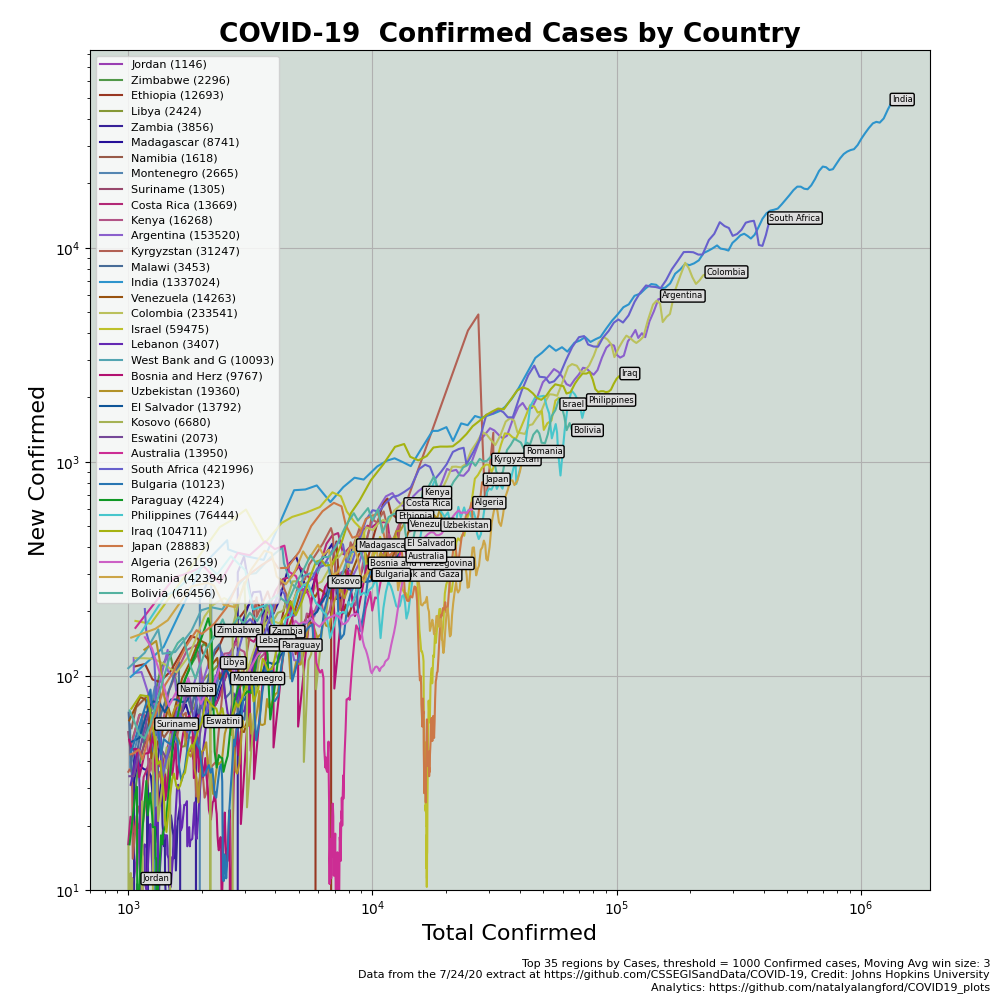 COVID-19  Confirmed Cases by Country
New Confirmed
10⁴
10³
10²
10¹
Jordan (1146)
Zimbabwe (2296)
Ethiopia (12693)
Libya (2424)
Zambia (3856)
Madagascar (8741)
Namibia (1618)
Montenegro (2665)
Suriname (1305)
Costa Rica (13669)
Kenya (16268)
Argentina (153520)
Kyrgyzstan (31247)
Malawi (3453)
India (1337024)
Venezuela (14263)
Colombia (233541)
Israel (59475)
Lebanon (3407)
West Bank and G (10093)
Bosnia and Herz (9767)
Uzbekistan (19360)
El Salvador (13792)
Kosovo (6680)
Eswatini (2073)
Australia (13950)
South Africa (421996)
Bulgaria (10123)
Paraguay (4224)
Philippines (76444)
Iraq (104711)
Japan (28883)
Algeria (26159)
Romania (42394)
Bolivia (66456)
India
South Africa
Colombia
Argentina
Iraq
Israel
Philippines
Bolivia
Romania
Kyrgyzstan
Japan
Kenya
Costa Rica
Algeria
Ethiopia
Venezu
Uzbekistan
Madagasca
El Salvador
Australia
Bosnia and Herzegovina
Bulgaria
k and Gaza
Kosovo
Zimbabwe
Zambia
Leba
Paraguay
Libya
Montenegro
Namibia
Suriname
Eswatini
Jordan
10³
10⁴
10⁵
10⁶
Total Confirmed
Top 35 regions by Cases, threshold = 1000 Confirmed cases, Moving Avg win size: 3
Data from the 7/24/20 extract at https://github.com/CSSEGISandData/COVID-19, Credit: Johns Hopkins University
Analytics: https://github.com/natalyalangford/COVID19_plots